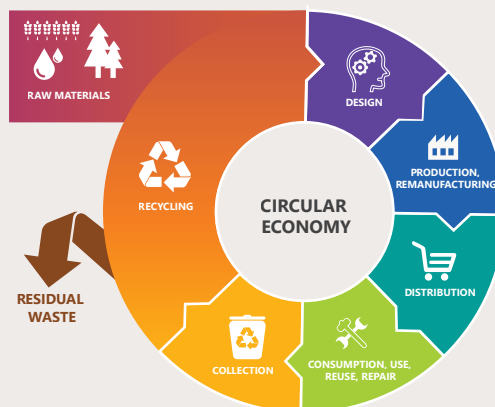 RAW MATERIALS
DESIGN
PRODUCTION,
REMANUFACTURING
RECYCLING
CIRCULAR
ECONOMY
DISTRIBUTION
RESIDUAL
WASTE
CONSUMPTION, USE,
REUSE, REPAIR
COLLECTION